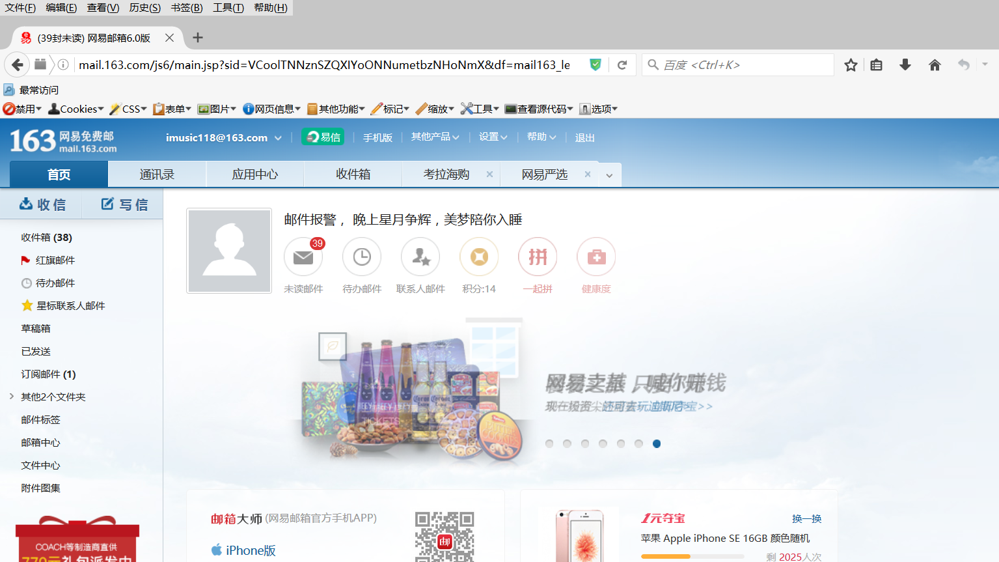 文件(F) 编辑(E) 查看(V) 历史(S) 书签(B) 工具(T) 帮助(H)
(39封未读) 网易邮箱6.0版
mail.163.com/js6/main.jsp?sid=VCoolTNNznSZQXIYoONNumetbzNHoNmX&df=mail163_le
百度 <Ctrl+K>
最常访问
禁用 Cookies CSS 表单 图片 网页信息 其他功能 标记 缩放 工具 查看源代码 选项
163 网易免费邮
mail.163.com
imusic118@163.com 易信 手机版 其他产品 设置 帮助 退出
首页 通讯录 应用中心 收件箱 考拉海购 网易严选
收信 写信
收件箱 (38)
红旗邮件
待办邮件
星标联系人邮件
草稿箱
已发送
订阅邮件 (1)
其他2个文件夹
邮件标签
邮箱中心
文件中心
附件图集
COACH等制造商直供
770元礼包派发中
邮件报警， 晚上星月争辉，美梦陪你入睡
39
未读邮件 待办邮件 联系人邮件 积分:14 一起拼 健康度
拼
TICKETS
邮箱大师 (网易邮箱官方手机APP)
iPhone版
邮
1元夺宝 换一换
苹果 Apple iPhone SE 16GB 颜色随机
剩 2025人次